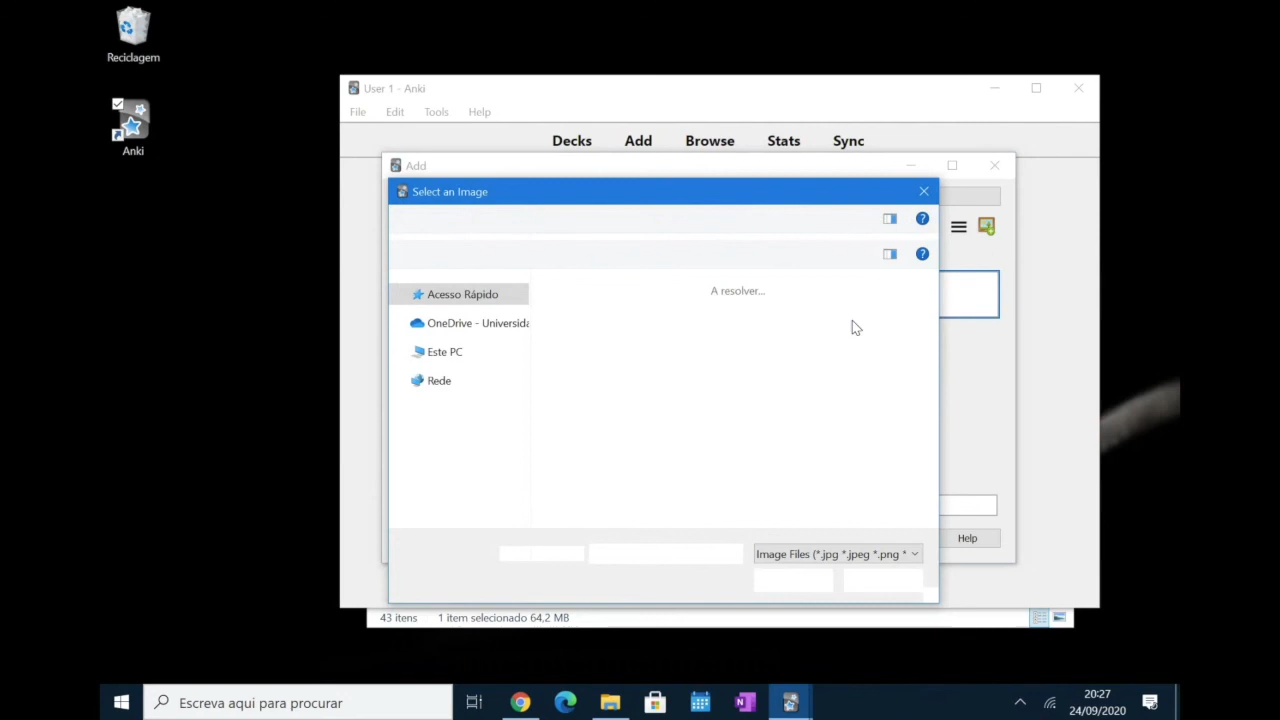 Reciclagem
Anki
User 1 - Anki
File Edit Tools Help
Decks Add Browse Stats Sync
Add
Select an Image
Acesso Rápido
A resolver...
OneDrive - Universida
Este PC
Rede
Image Files (*.jpg *.jpeg *.png *
Help
43 itens 1 item selecionado 64,2 MB
Escreva aqui para procurar
20:27
24/09/2020